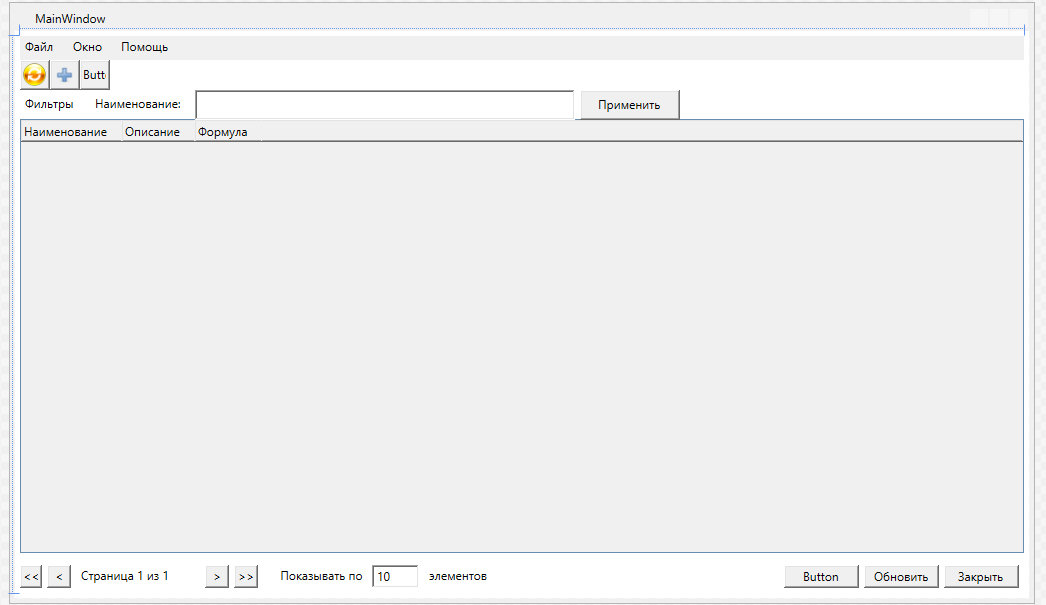 MainWindow
Файл Окно Помощь
Butt
Фильтры Наименование: Применить
Наименование Описание Формула
<< < Страница 1 из 1 > >> Показывать по 10 элементов Button Обновить Закрыть